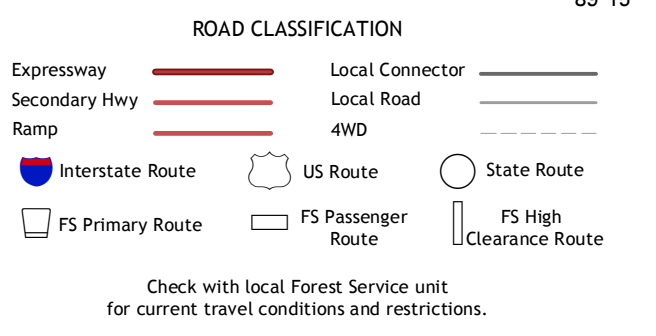 ROAD CLASSIFICATION
Expressway
Local Connector
Secondary Hwy
Local Road
Ramp
4WD
Interstate Route
US Route
State Route
FS Primary Route
FS Passenger
Route
FS High
Clearance Route
Check with local Forest Service unit
for current travel conditions and restrictions.